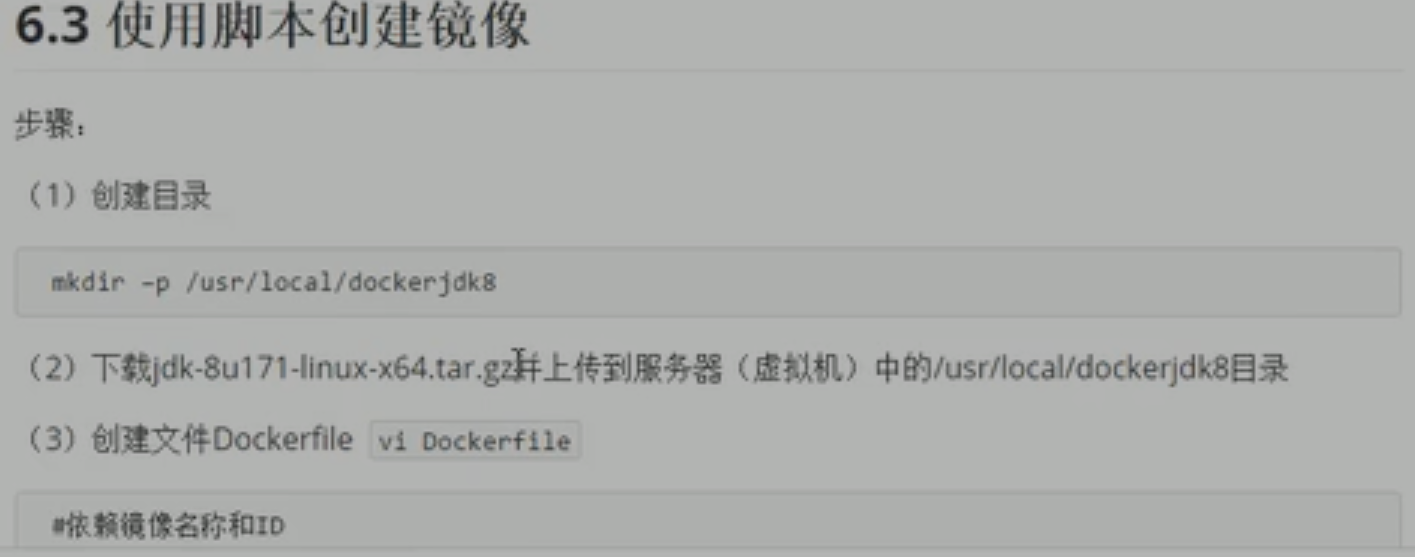 6.3 使用脚本创建镜像
步骤：
（1）创建目录
mkdir -p /usr/local/dockerjdk8
（2）下载jdk-8u171-linux-x64.tar.gz并上传到服务器（虚拟机）中的/usr/local/dockerjdk8目录
（3）创建文件Dockerfile vi Dockerfile
#依赖镜像名称和ID